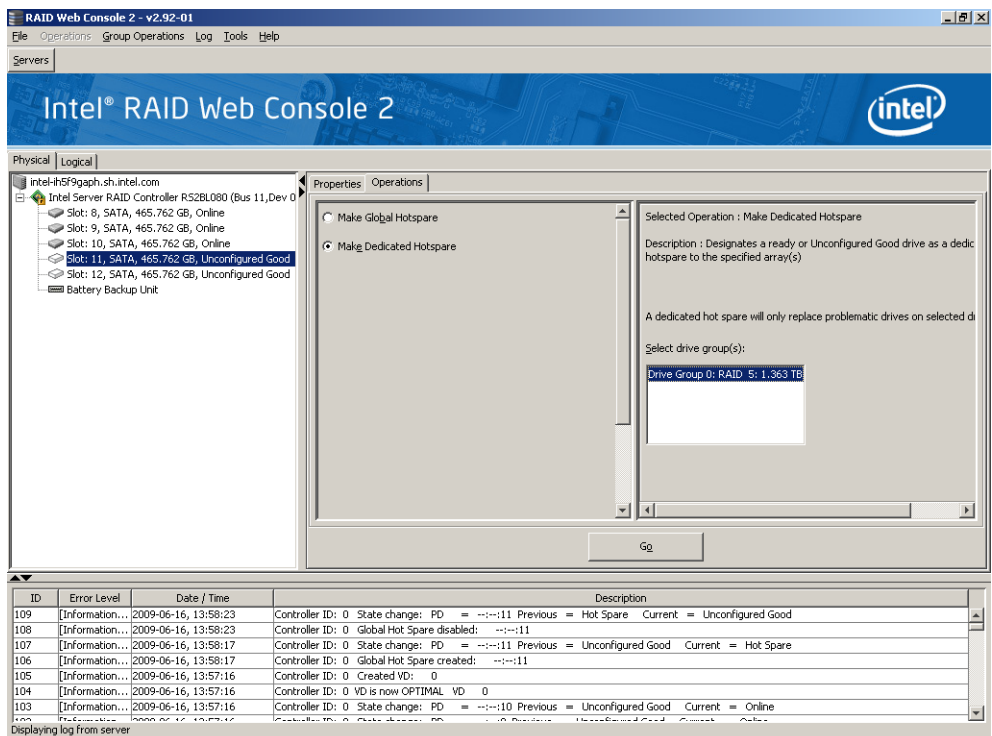 RAID Web Console 2 - v2.92-01
File Operations Group Operations Log Tools Help
Servers
Intel® RAID Web Console 2
intel
Physical Logical
intel-ih5f9gaph.sh.intel.com
Intel Server RAID Controller RS2BL080 (Bus 11,Dev 0
Slot: 8, SATA, 465.762 GB, Online
Slot: 9, SATA, 465.762 GB, Online
Slot: 10, SATA, 465.762 GB, Online
Slot: 11, SATA, 465.762 GB, Unconfigured Good
Slot: 12, SATA, 465.762 GB, Unconfigured Good
Battery Backup Unit
Properties Operations
Make Global Hotspare
Make Dedicated Hotspare
Selected Operation : Make Dedicated Hotspare
Description : Designates a ready or Unconfigured Good drive as a dedic
hotspare to the specified array(s)
A dedicated hot spare will only replace problematic drives on selected
Select drive group(s):
Drive Group 0: RAID 5: 1.363 TB
Go
ID Error Level Date / Time Description
109 [Information... 2009-06-16, 13:58:23 Controller ID: 0 State change: PD = --:--:11 Previous = Hot Spare Current = Unconfigured Good
108 [Information... 2009-06-16, 13:58:23 Controller ID: 0 Global Hot Spare disabled: --:--:11
107 [Information... 2009-06-16, 13:58:17 Controller ID: 0 State change: PD = --:--:11 Previous = Unconfigured Good Current = Hot Spare
106 [Information... 2009-06-16, 13:58:17 Controller ID: 0 Global Hot Spare created: --:--:11
105 [Information... 2009-06-16, 13:57:16 Controller ID: 0 Created VD: 0
104 [Information... 2009-06-16, 13:57:16 Controller ID: 0 VD is now OPTIMAL VD 0
103 [Information... 2009-06-16, 13:57:16 Controller ID: 0 State change: PD = --:--:10 Previous = Unconfigured Good Current = Online
Displaying log from server